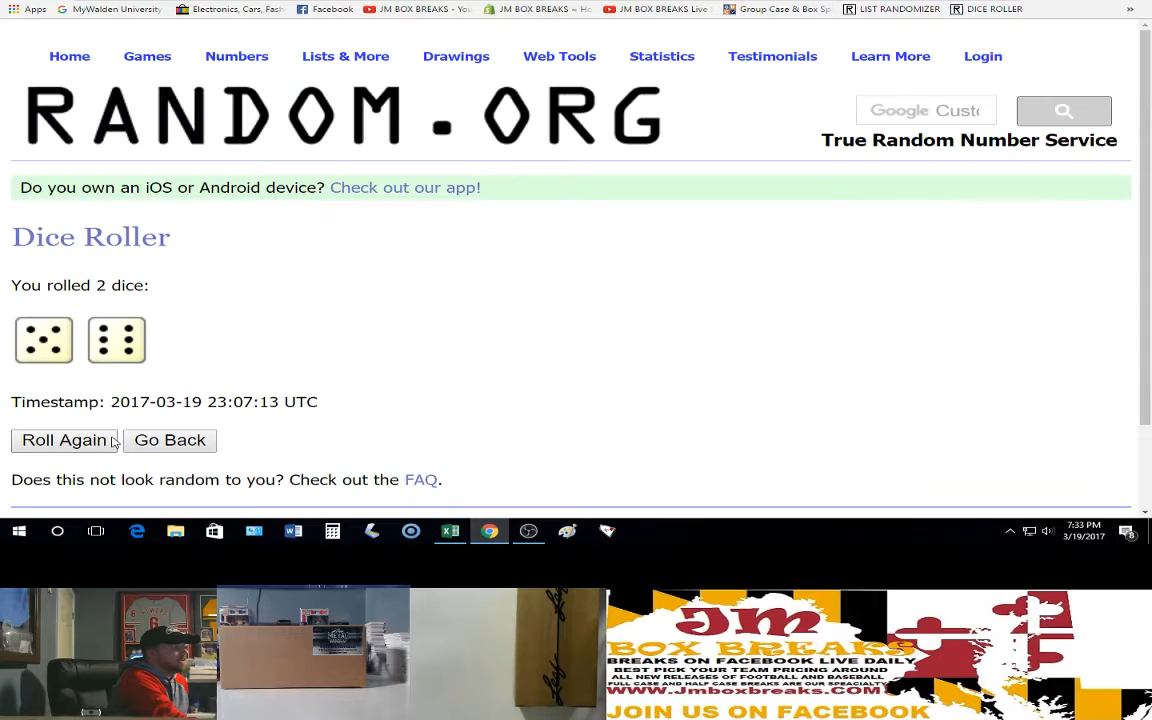 Apps MyWalden University Electronics, Cars, Fash Facebook JM BOX BREAKS - You JM BOX BREAKS ~ Ho JM BOX BREAKS Live Group Case & Box Sp LIST RANDOMIZER DICE ROLLER »
Home Games Numbers Lists & More Drawings Web Tools Statistics Testimonials Learn More Login
RANDOM.ORG
Google Custo
True Random Number Service
Do you own an iOS or Android device? Check out our app!
Dice Roller
You rolled 2 dice:
Timestamp: 2017-03-19 23:07:13 UTC
Roll Again Go Back
Does this not look random to you? Check out the FAQ.
7:33 PM
3/19/2017
8
METAL
Leaf
Leaf
JM
BOX BREAKS
BREAKS ON FACEBOOK LIVE DAILY
BEST PICK YOUR TEAM PRICING AROUND
ALL NEW RELEASES OF FOOTBALL AND BASEBALL
FULL CASE AND HALF CASE BREAKS ARE OUR SPEACIALTY
WWW.Jmboxbreaks.COM
JOIN US ON FACEBOOK